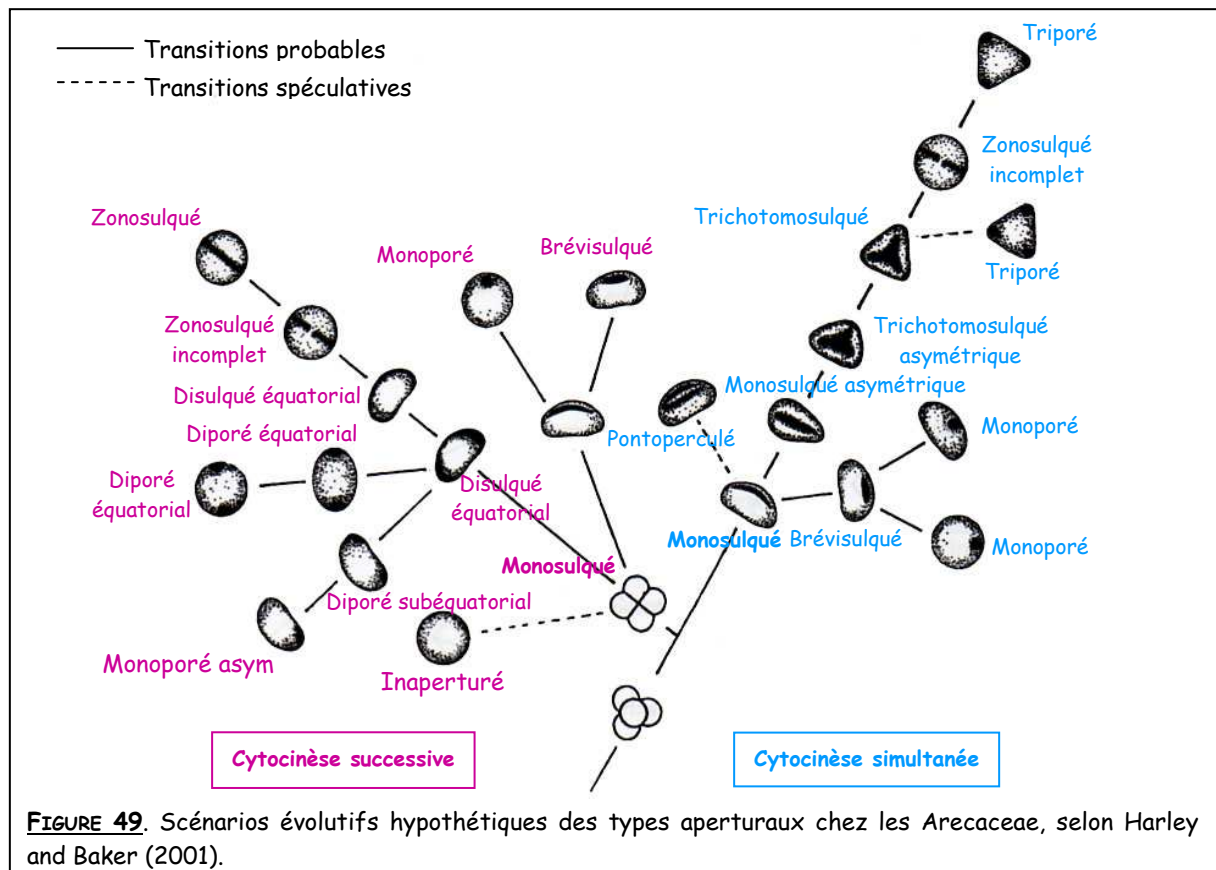 Transitions probables
Transitions spéculatives
Triporé
Zonosulqué
incomplet
Trichotomosulqué
Triporé
Trichotomosulqué
asymétrique
Zonosulqué
Monoporé
Brévisulqué
Zonosulqué
incomplet
Disulqué équatorial
Diporé équatorial
Diporé
équatorial
Disulqué
équatorial
Pontoperculé
Monosulqué asymétrique
Monoporé
Monosulqué
Brévisulqué
Monoporé
Monosulqué
Diporé subéquatorial
Monoporé asym
Inaperturé
Cytocinèse successive
Cytocinèse simultanée
FIGURE 49. Scénarios évolutifs hypothétiques des types aperturaux chez les Arecaceae, selon Harley
and Baker (2001).